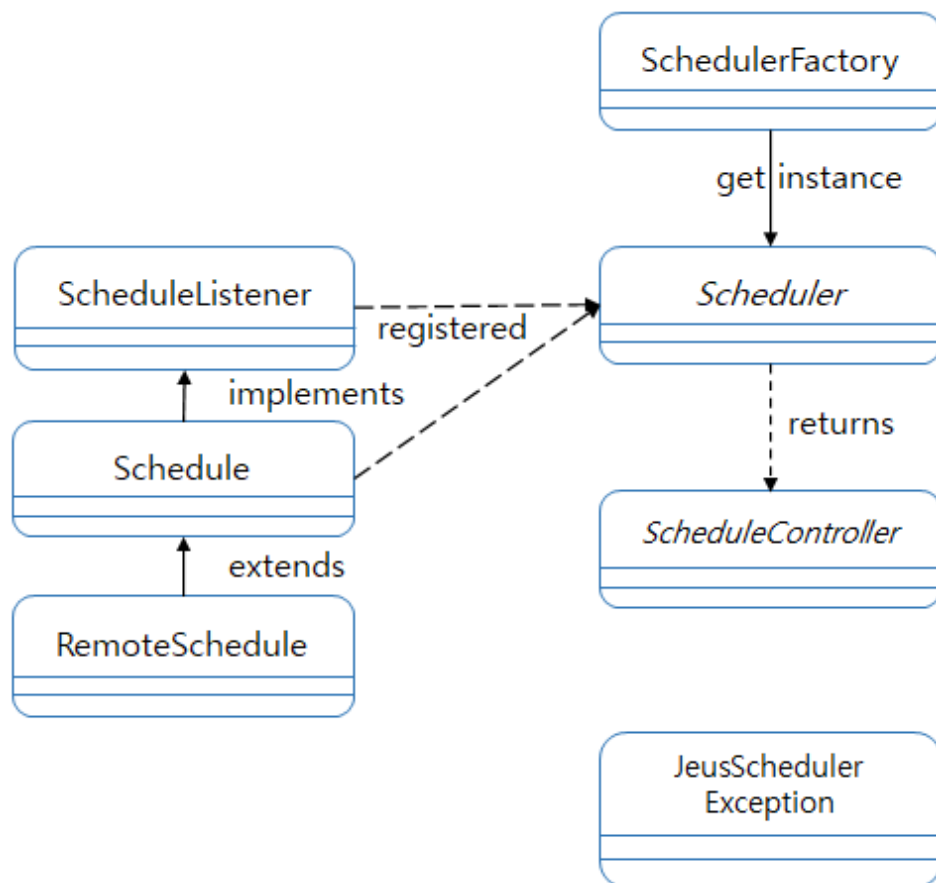 SchedulerFactory
get instance
ScheduleListener
Scheduler
registered
implements
returns
Schedule
ScheduleController
extends
RemoteSchedule
JeusScheduler
Exception